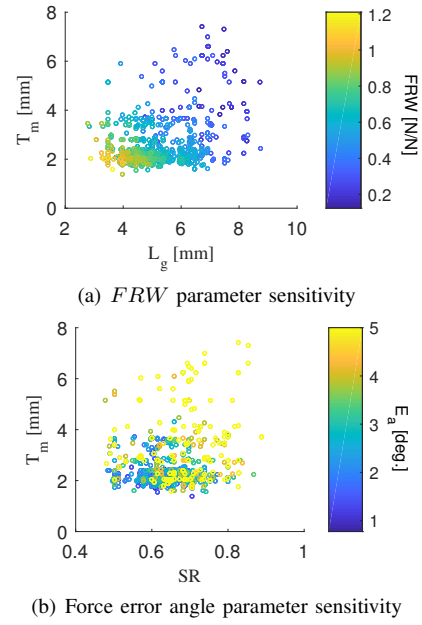 8
6
4
2
0
T_m [mm]
2 4 6 8 10
L_g [mm]
1.2
1
0.8
0.6
0.4
0.2
FRW [N/N]
(a) FRW parameter sensitivity
8
6
4
2
0
T_m [mm]
0.4 0.6 0.8 1
SR
5
4
3
2
1
E_a [deg.]
(b) Force error angle parameter sensitivity